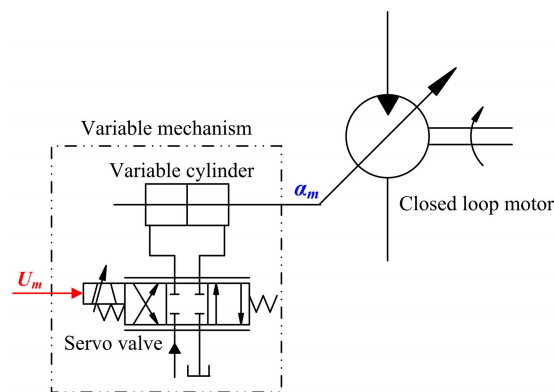 Variable mechanism
Variable cylinder
αm
Closed loop motor
Um
Servo valve